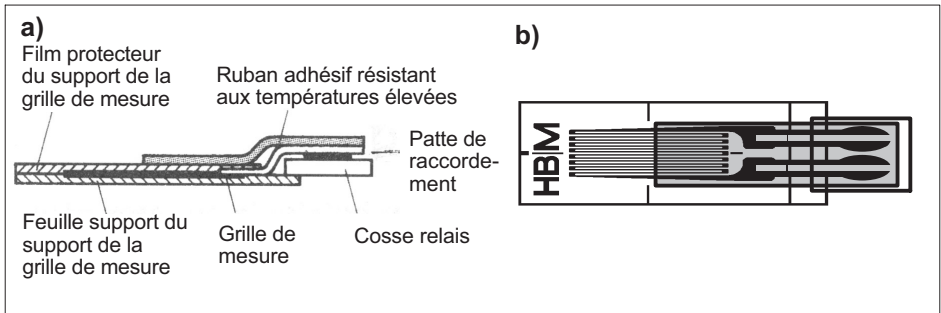 a)
Film protecteur
du support de la
grille de mesure
Ruban adhésif résistant
aux températures élevées
Patte de
raccorde-
ment
Feuille support du
support de la
grille de mesure
Grille de
mesure
Cosse relais
b)
HBM